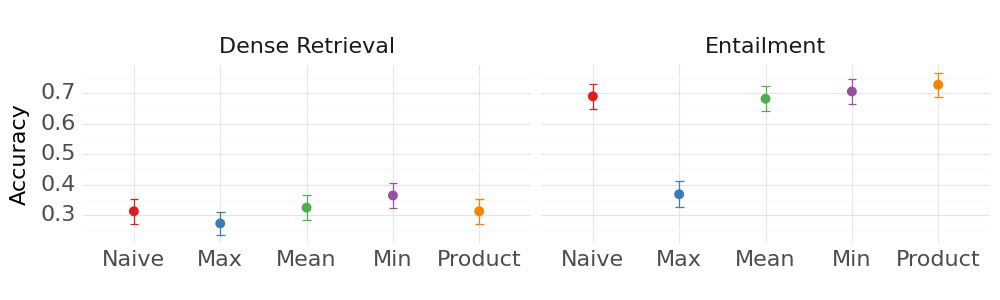 Dense Retrieval
Entailment
Accuracy
0.7
0.6
0.5
0.4
0.3
Naive Max Mean Min Product
Naive Max Mean Min Product